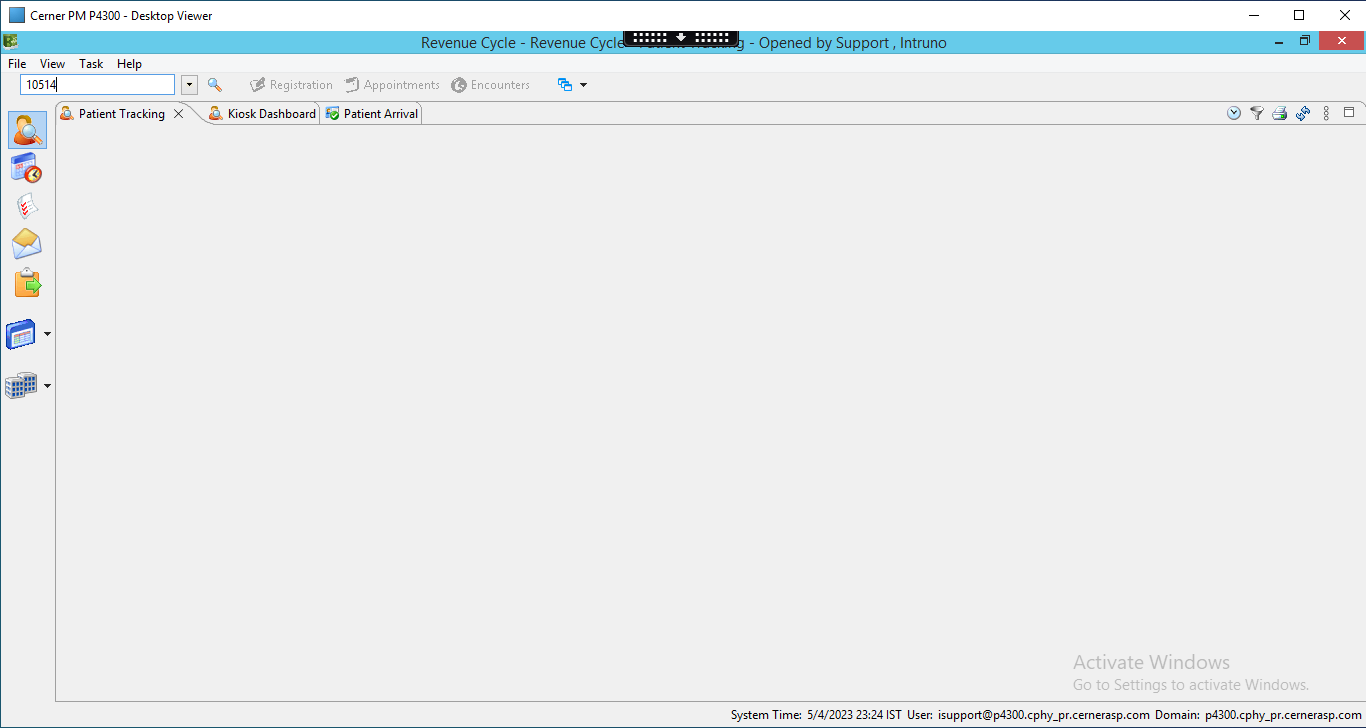 Cerner PM P4300 - Desktop Viewer
Revenue Cycle - Revenue Cycle - Opened by Support , Intruno
File View Task Help
10514
Registration Appointments Encounters
Patient Tracking Kiosk Dashboard Patient Arrival
Activate Windows
Go to Settings to activate Windows.
System Time: 5/4/2023 23:24 IST User: isupport@p4300.cphy_pr.cernerasp.com Domain: p4300.cphy_pr.cernerasp.com